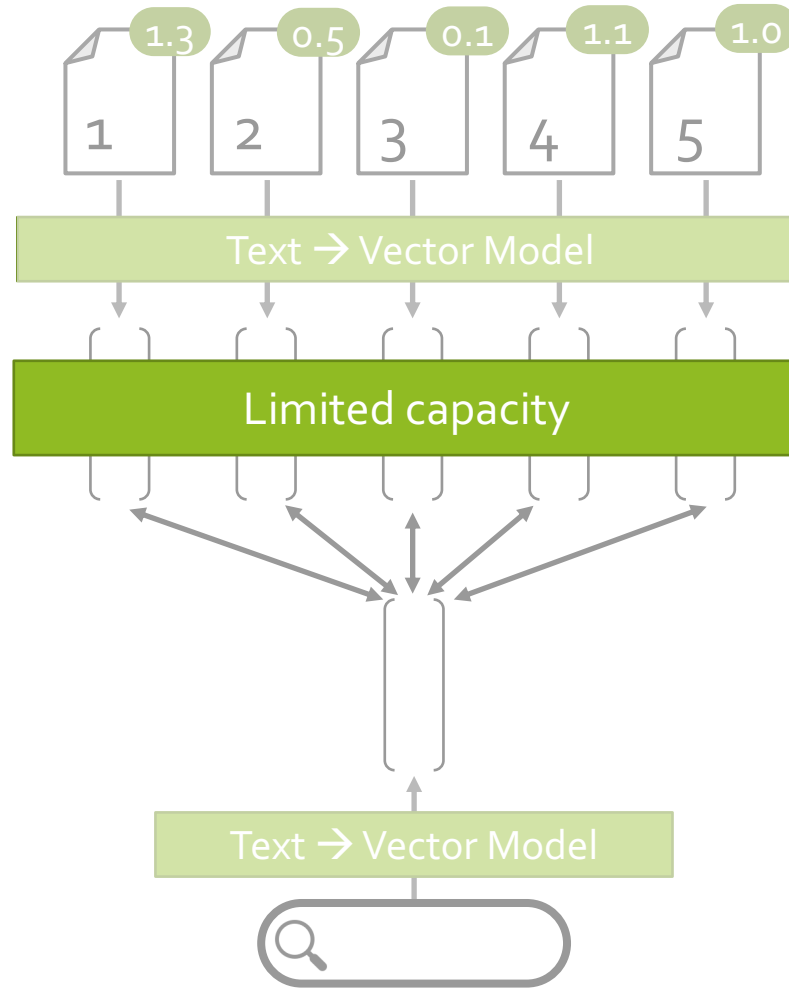 1.3 0.5 0.1 1.1 1.0
1 2 3 4 5
Text → Vector Model
Limited capacity
Text → Vector Model